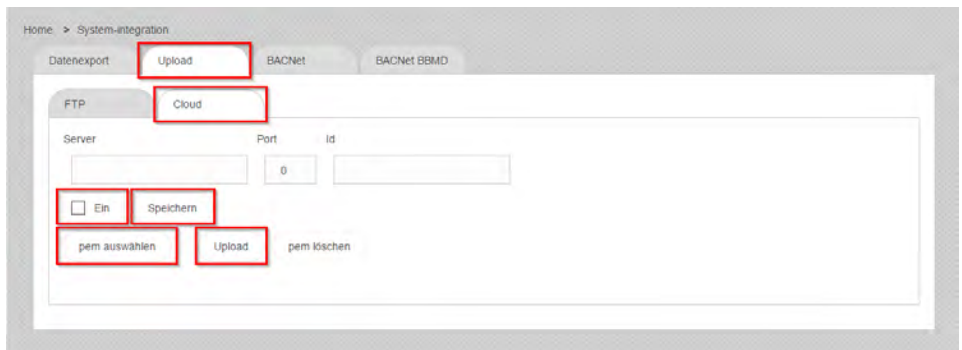 Home > System-integration
Datenexport Upload BACNet BACNet BBMD
FTP Cloud
Server Port Id
0
Ein Speichern
pem auswählen Upload pem löschen